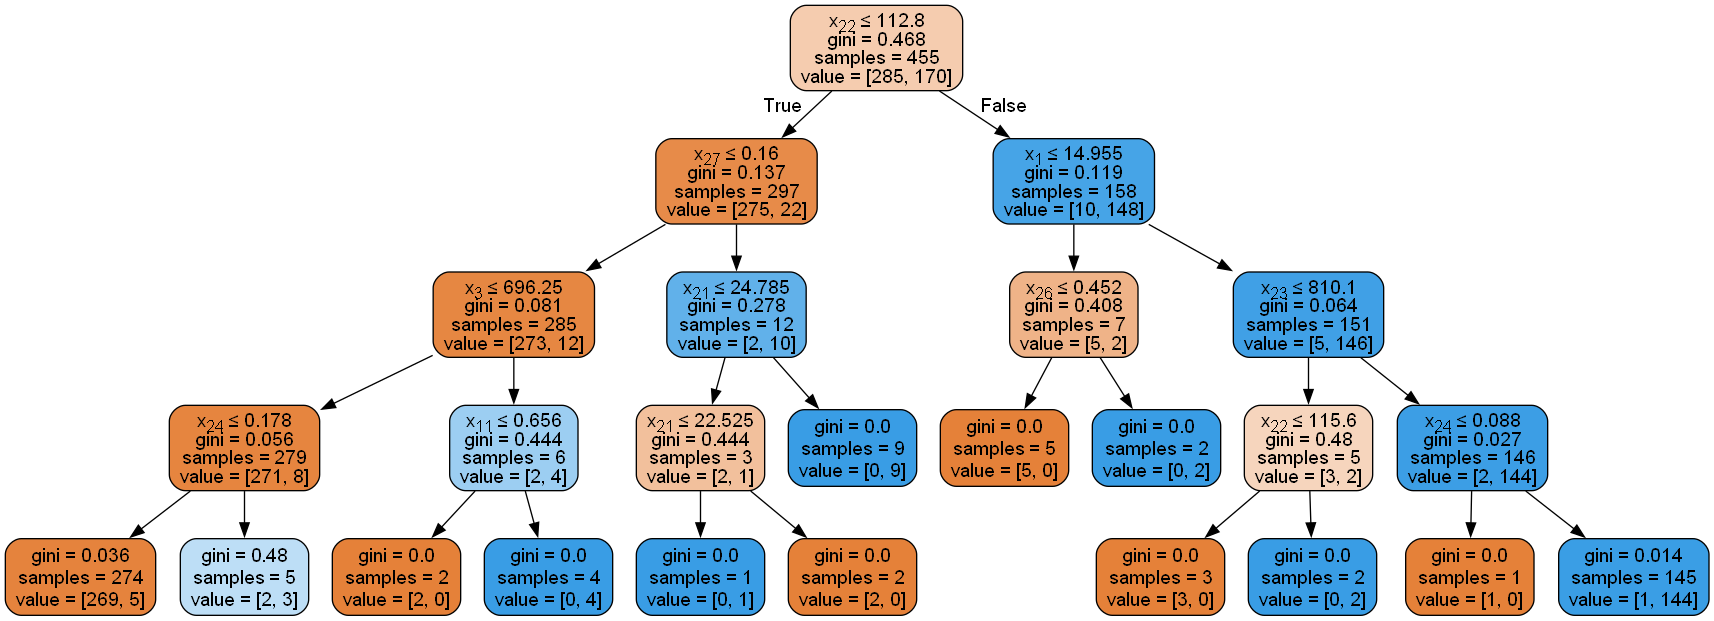 x22 ≤ 112.8
gini = 0.468
samples = 455
value = [285, 170]
True
False
x27 ≤ 0.16
gini = 0.137
samples = 297
value = [275, 22]
x1 ≤ 14.955
gini = 0.119
samples = 158
value = [10, 148]
x3 ≤ 696.25
gini = 0.081
samples = 285
value = [273, 12]
x21 ≤ 24.785
gini = 0.278
samples = 12
value = [2, 10]
x26 ≤ 0.452
gini = 0.408
samples = 7
value = [5, 2]
x23 ≤ 810.1
gini = 0.064
samples = 151
value = [5, 146]
x24 ≤ 0.178
gini = 0.056
samples = 279
value = [271, 8]
x11 ≤ 0.656
gini = 0.444
samples = 6
value = [2, 4]
x21 ≤ 22.525
gini = 0.444
samples = 3
value = [2, 1]
gini = 0.0
samples = 9
value = [0, 9]
gini = 0.0
samples = 5
value = [5, 0]
gini = 0.0
samples = 2
value = [0, 2]
x22 ≤ 115.6
gini = 0.48
samples = 5
value = [3, 2]
x24 ≤ 0.088
gini = 0.027
samples = 146
value = [2, 144]
gini = 0.036
samples = 274
value = [269, 5]
gini = 0.48
samples = 5
value = [2, 3]
gini = 0.0
samples = 2
value = [2, 0]
gini = 0.0
samples = 4
value = [0, 4]
gini = 0.0
samples = 1
value = [0, 1]
gini = 0.0
samples = 2
value = [2, 0]
gini = 0.0
samples = 3
value = [3, 0]
gini = 0.0
samples = 2
value = [0, 2]
gini = 0.0
samples = 1
value = [1, 0]
gini = 0.014
samples = 145
value = [1, 144]